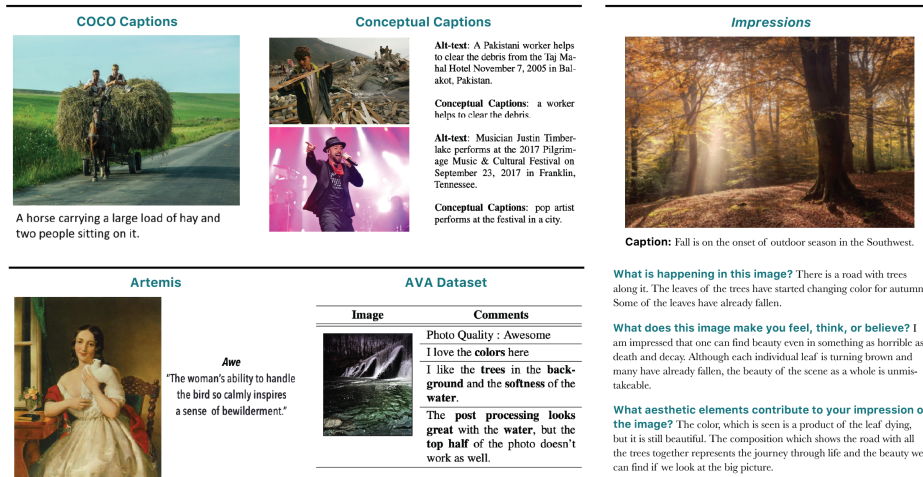 COCO Captions
A horse carrying a large load of hay and
two people sitting on it.
Conceptual Captions
Alt-text: A Pakistani worker helps
to clear the debris from the Taj Ma-
hal Hotel November 7, 2005 in Bal-
akot, Pakistan.
Conceptual Captions: a worker
helps to clear the debris.
Alt-text: Musician Justin Timber-
lake performs at the 2017 Pilgrim-
age Music & Cultural Festival on
September 23, 2017 in Franklin,
Tennessee.
Conceptual Captions: pop artist
performs at the festival in a city.
Artemis
Awe
"The woman's ability to handle
the bird so calmly inspires
a sense of bewilderment."
AVA Dataset
Image Comments
Photo Quality : Awesome
I love the colors here
I like the trees in the back-
ground and the softness of the
water.
The post processing looks
great with the water, but the
top half of the photo doesn't
work as well.
Impressions
Caption: Fall is on the onset of outdoor season in the Southwest.
What is happening in this image? There is a road with trees
along it. The leaves of the trees have started changing color for autumn
Some of the leaves have already fallen.
What does this image make you feel, think, or believe? I
am impressed that one can find beauty even in something as horrible as
death and decay. Although each individual leaf is turning brown and
many have already fallen, the beauty of the scene as a whole is unmis-
takeable.
What aesthetic elements contribute to your impression o
the image? The color, which is seen is a product of the leaf dying,
but it is still beautiful. The composition which shows the road with all
the trees together represents the journey through life and the beauty we
can find if we look at the big picture.